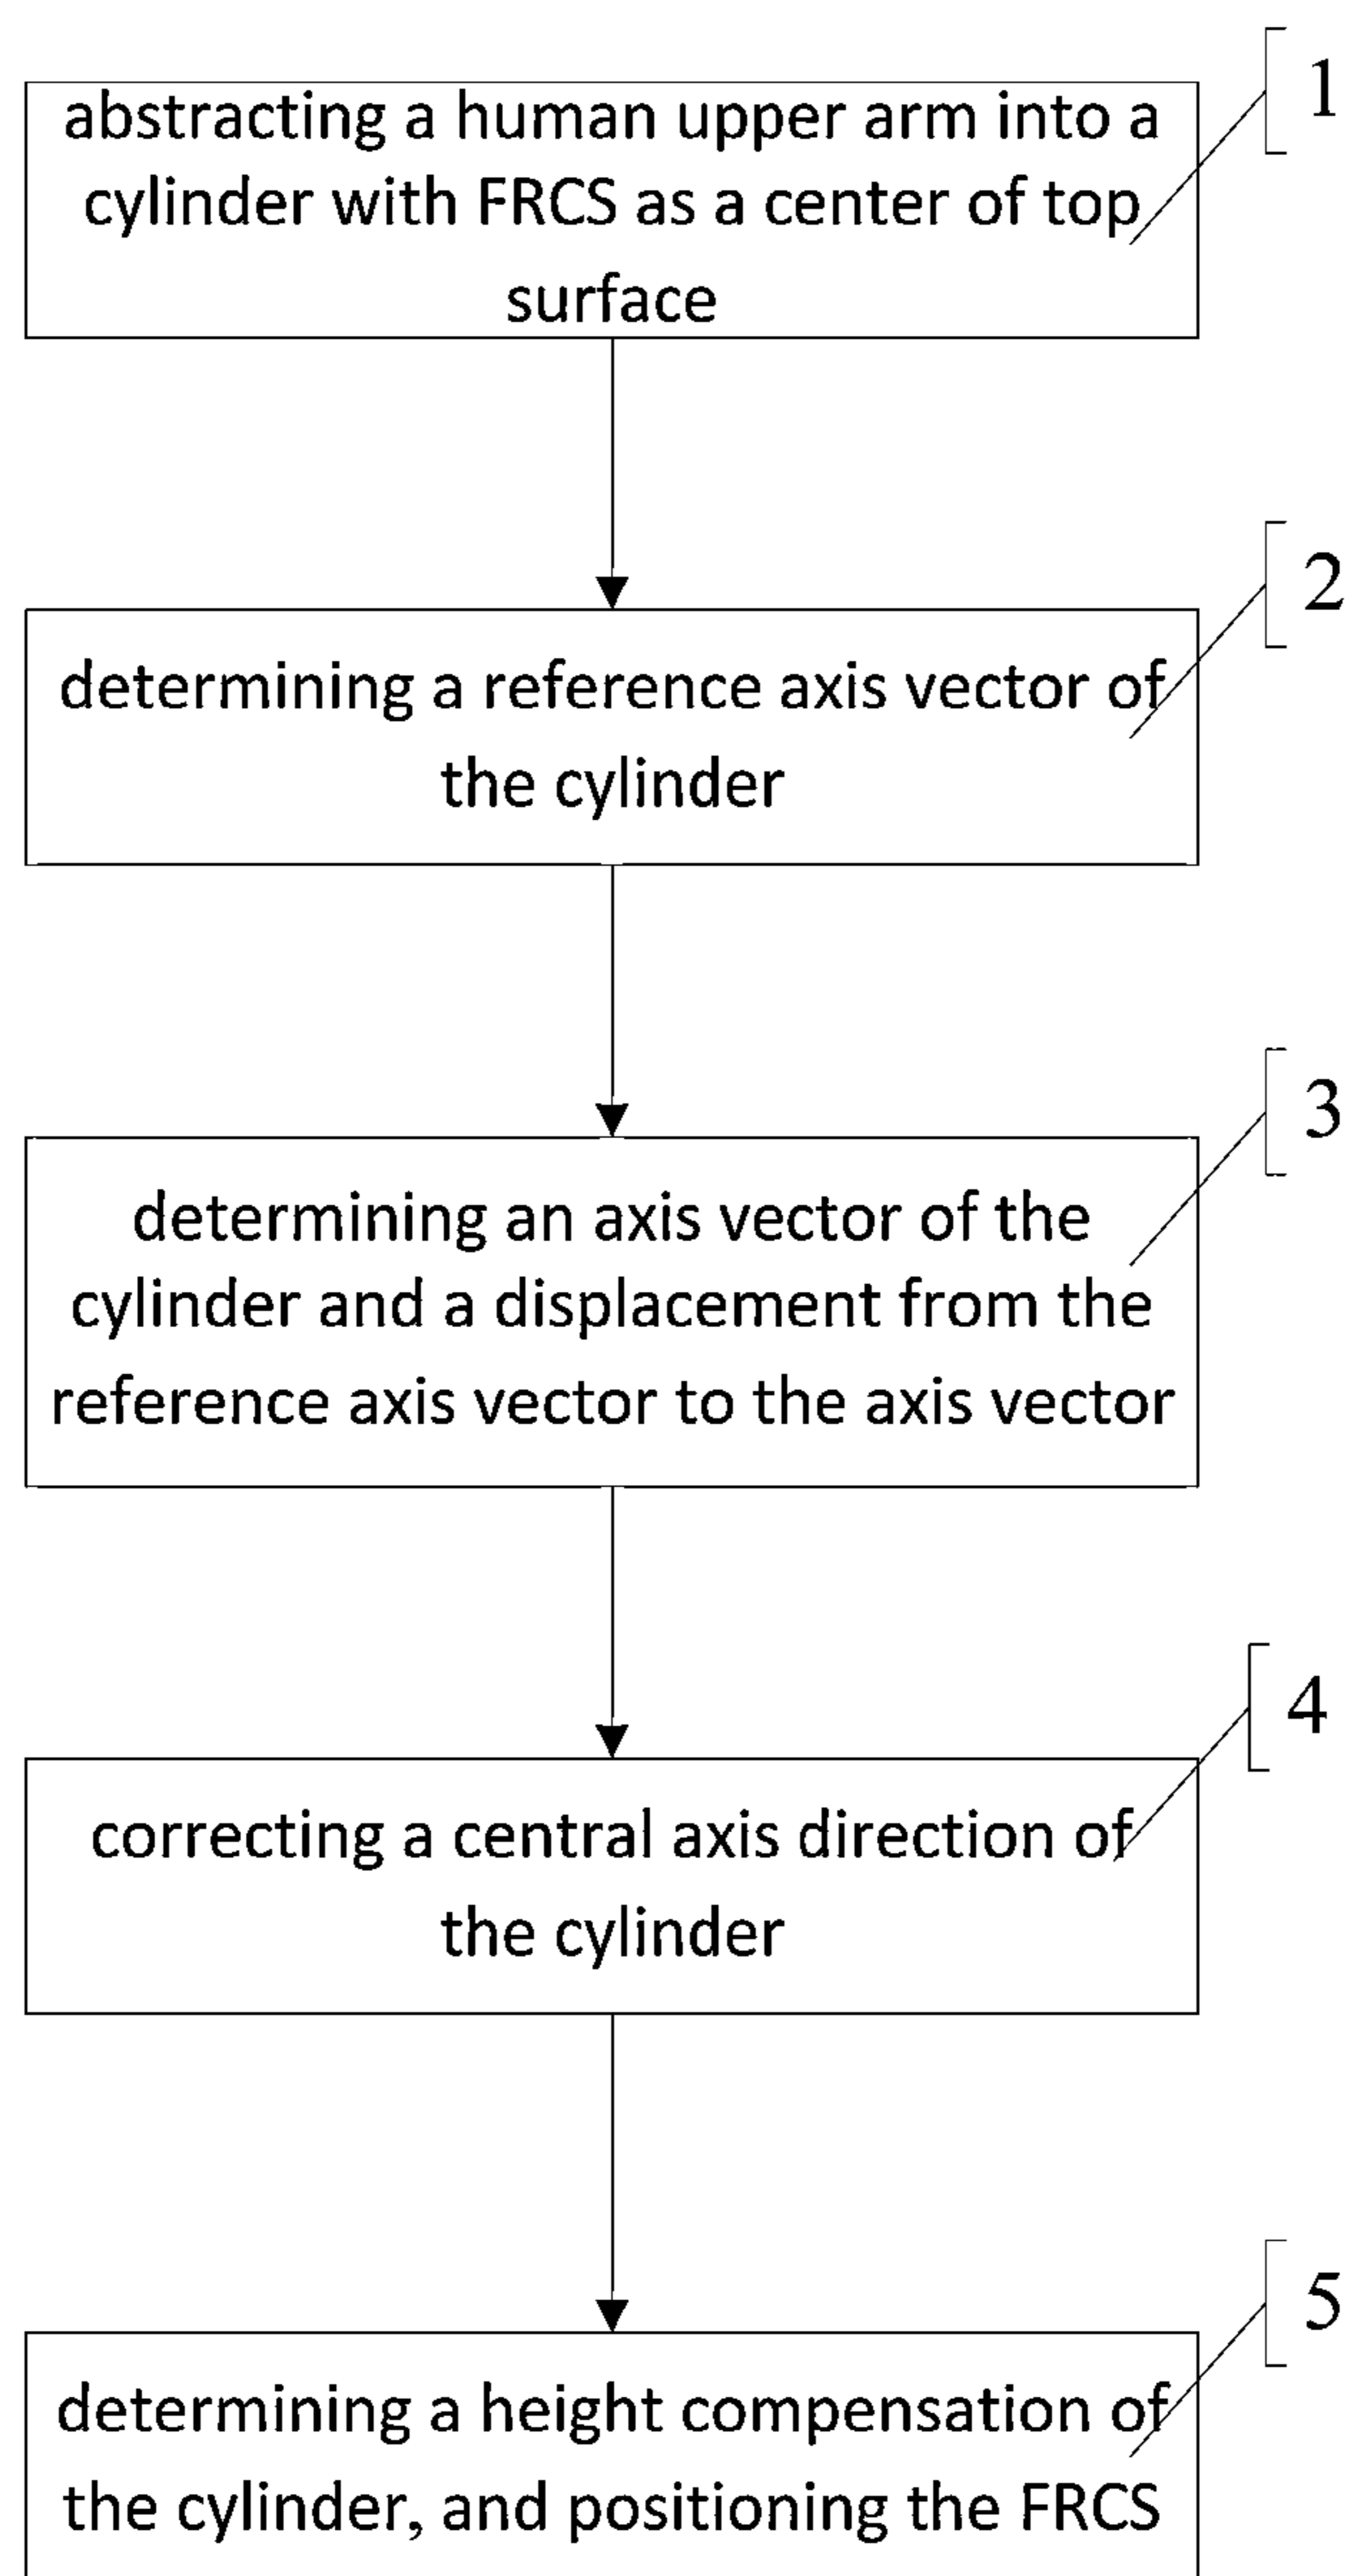 1
abstracting a human upper arm into a
cylinder with FRCS as a center of top
surface
2
determining a reference axis vector of
the cylinder
3
determining an axis vector of the
cylinder and a displacement from the
reference axis vector to the axis vector
4
correcting a central axis direction of
the cylinder
5
determining a height compensation of
the cylinder, and positioning the FRCS